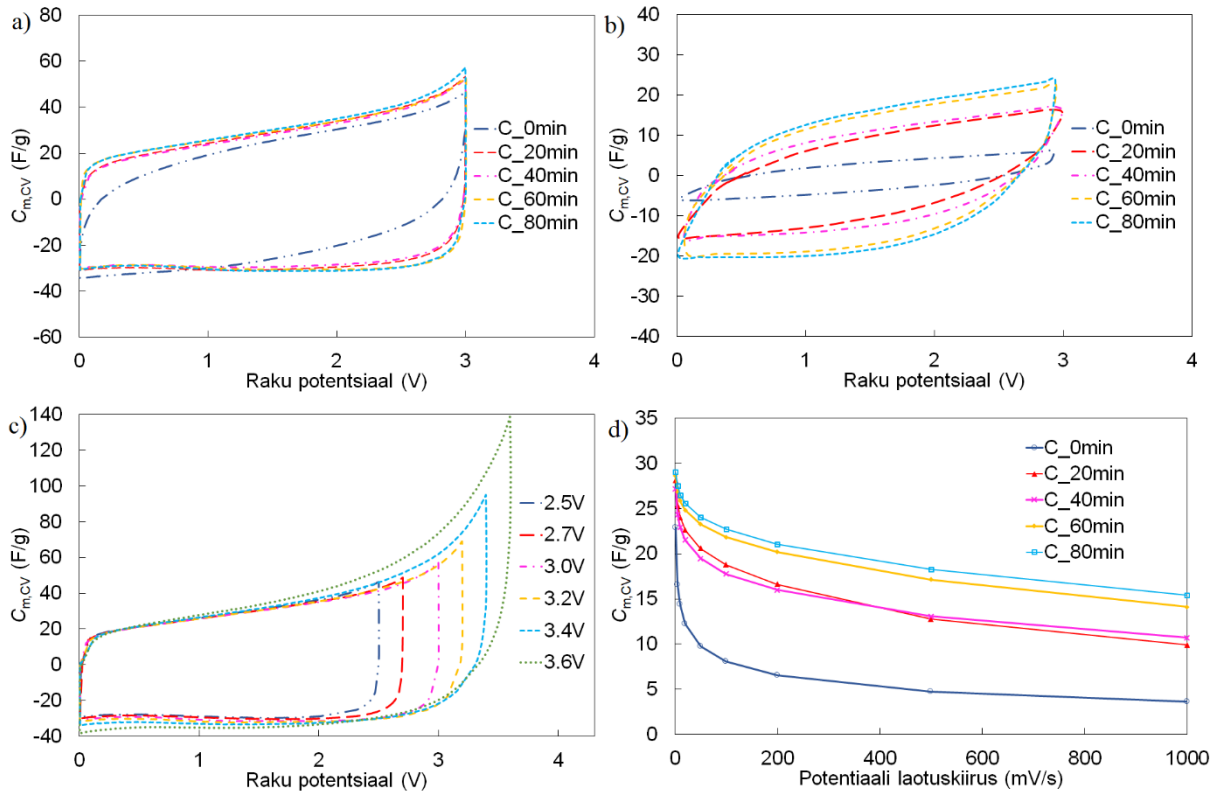 a)
80
60
40
20
0
-20
-40
-60
C_m,CV (F/g)
0 1 2 3 4
Raku potentsiaal (V)
C_0min
C_20min
C_40min
C_60min
C_80min
b)
40
30
20
10
0
-10
-20
-30
-40
C_m,CV (F/g)
0 1 2 3 4
Raku potentsiaal (V)
C_0min
C_20min
C_40min
C_60min
C_80min
c)
140
120
100
80
60
40
20
0
-20
-40
C_m,CV (F/g)
0 1 2 3 4
Raku potentsiaal (V)
2.5V
2.7V
3.0V
3.2V
3.4V
3.6V
d)
35
30
25
20
15
10
5
0
C_m,CV (F/g)
0 200 400 600 800 1000
Potentiaali laotuskiirus (mV/s)
C_0min
C_20min
C_40min
C_60min
C_80min